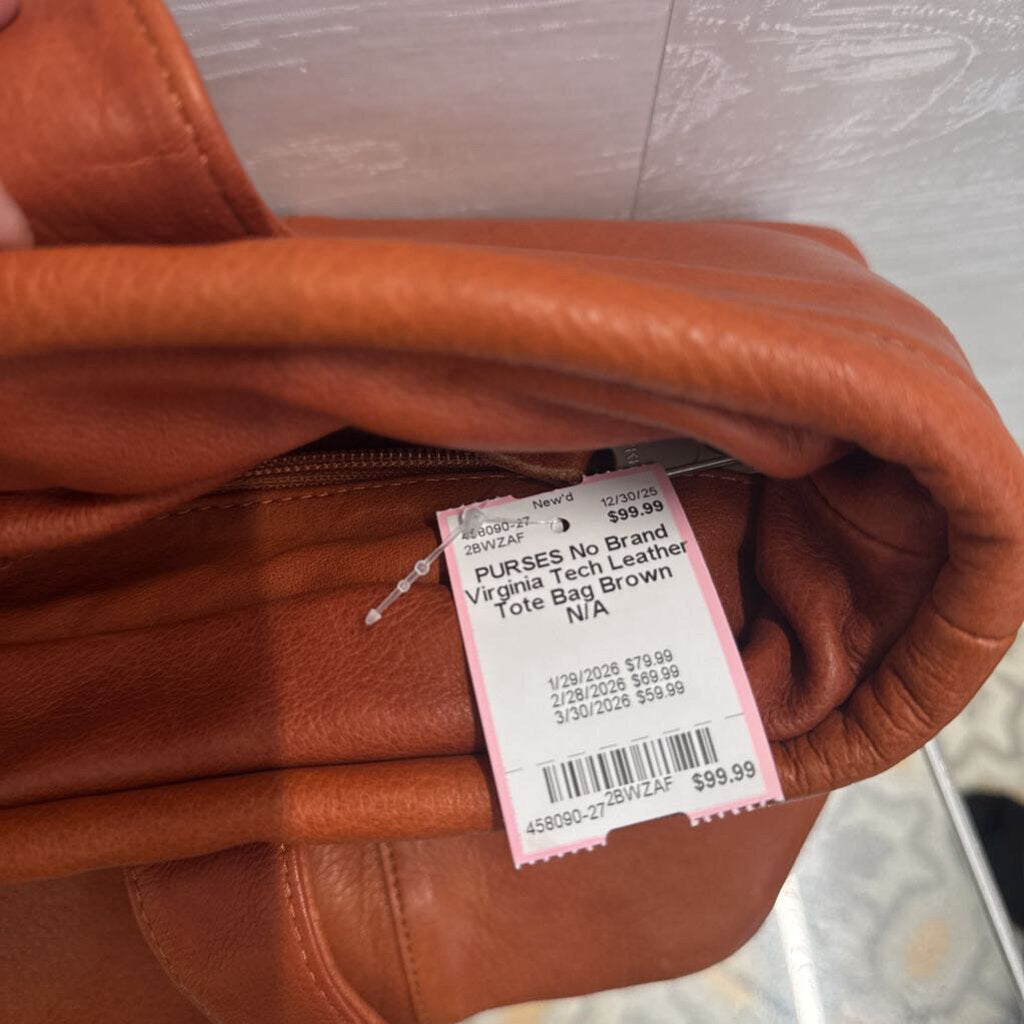 New'd 12/30/25
458090-27 $99.99
2BWZAF
PURSES No Brand
Virginia Tech Leather
Tote Bag Brown
N/A
1/29/2026 $79.99
2/28/2026 $69.99
3/30/2026 $59.99
458090-27 2BWZAF $99.99